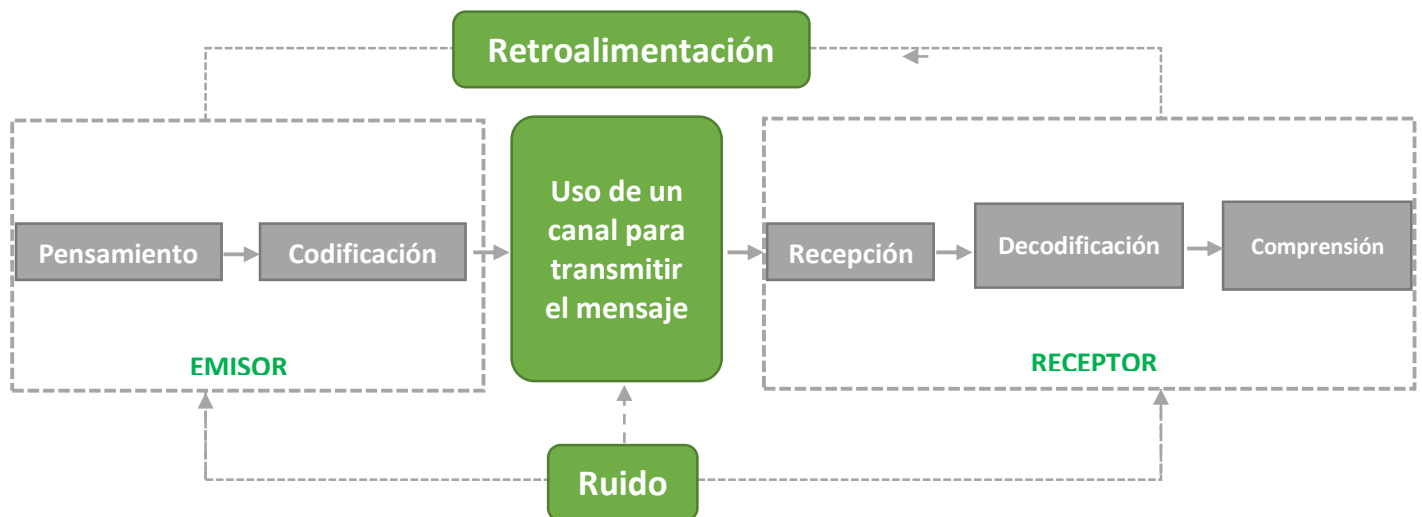 Retroalimentación
Uso de un
canal para
transmitir
el mensaje
Pensamiento
Codificación
Recepción
Decodificación
Comprensión
EMISOR
RECEPTOR
Ruido